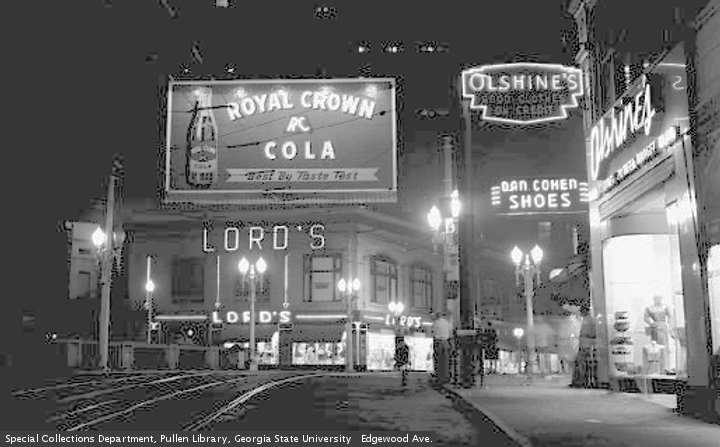 ROYAL CROWN
RC
COLA
Best By Taste Test
OLSHINE'S
Olshine's
DAN COHEN
SHOES
LORD'S
LORD'S
LORD'S
Special Collections Department, Pullen Library, Georgia State University Edgewood Ave.